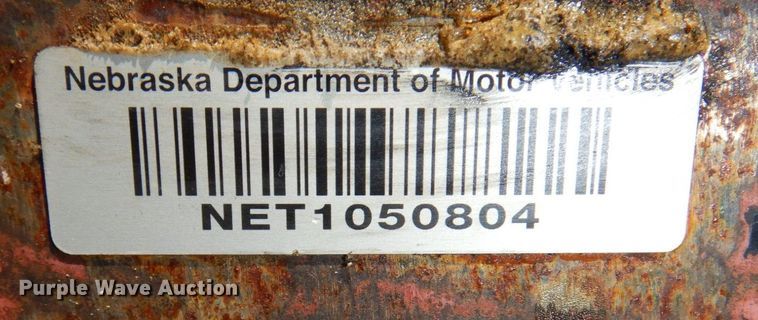 Nebraska Department of Motor Vehicles
NET1050804
Purple Wave Auction